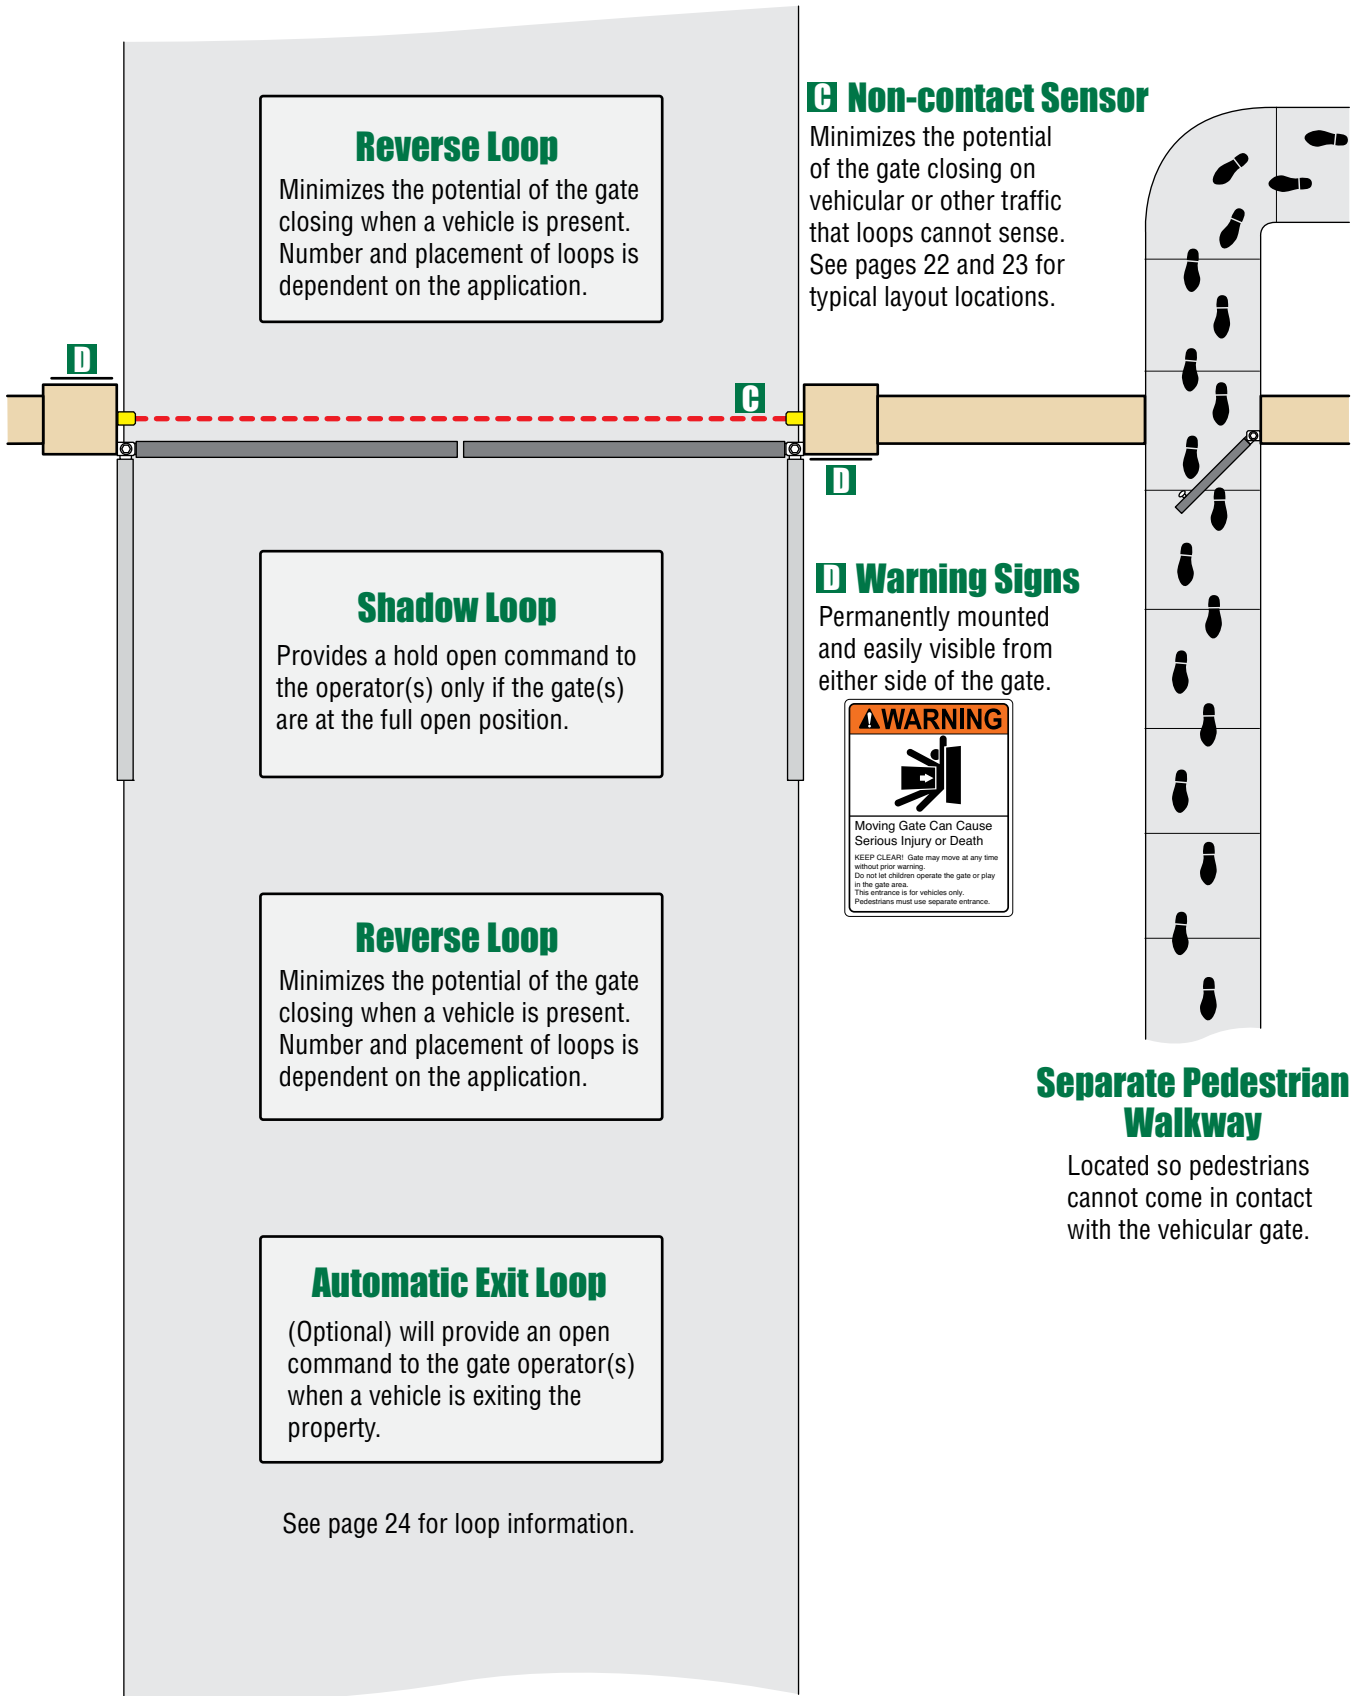 Reverse Loop
Minimizes the potential of the gate
closing when a vehicle is present.
Number and placement of loops is
dependent on the application.
C Non-contact Sensor
Minimizes the potential
of the gate closing on
vehicular or other traffic
that loops cannot sense.
See pages 22 and 23 for
typical layout locations.
D
C
D
Shadow Loop
Provides a hold open command to
the operator(s) only if the gate(s)
are at the full open position.
D Warning Signs
Permanently mounted
and easily visible from
either side of the gate.
WARNING
Moving Gate Can Cause
Serious Injury or Death
KEEP CLEAR! Gate may move at any time
without prior warning.
Do not let children operate the gate or play
in the gate area.
This entrance is for vehicles only.
Pedestrians must use separate entrance.
Reverse Loop
Minimizes the potential of the gate
closing when a vehicle is present.
Number and placement of loops is
dependent on the application.
Separate Pedestrian
Walkway
Located so pedestrians
cannot come in contact
with the vehicular gate.
Automatic Exit Loop
(Optional) will provide an open
command to the gate operator(s)
when a vehicle is exiting the
property.
See page 24 for loop information.